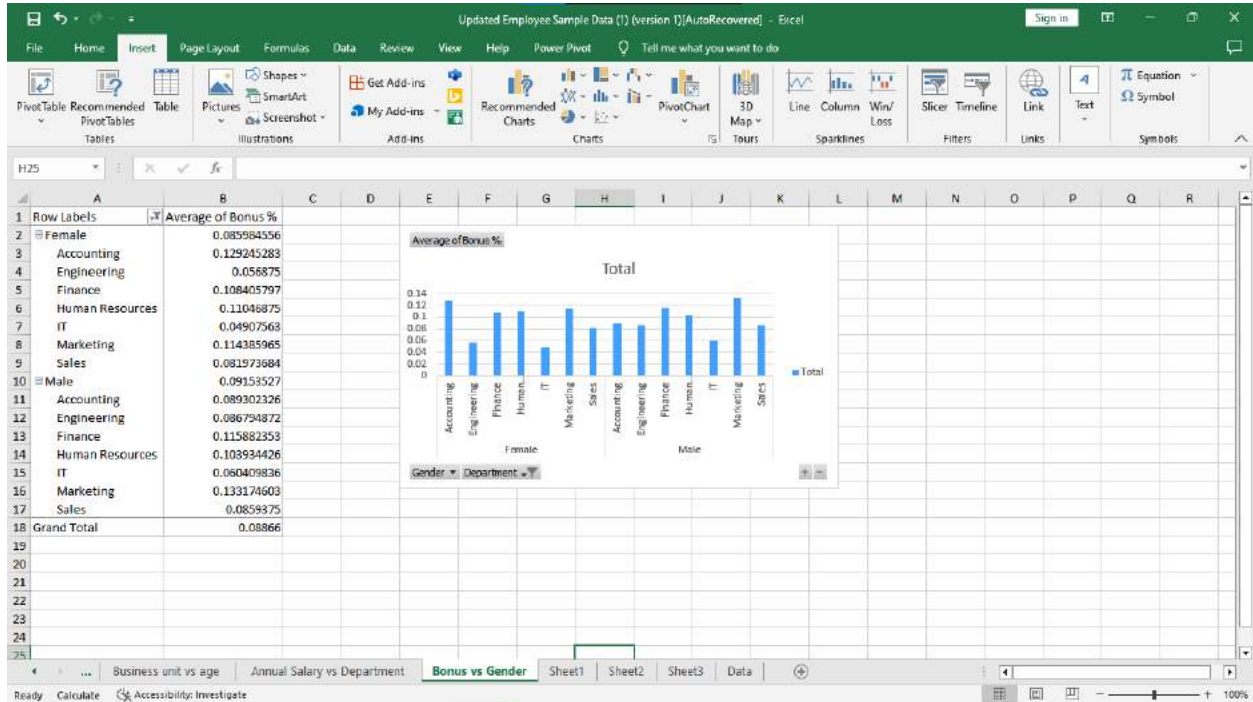 Updated Employee Sample Data (1) (version 1)[AutoRecovered] - Excel
Sign in
File Home Insert Page Layout Formulas Data Review View Help Power Pivot Tell me what you want to do
PivotTable Recommended PivotTables Table
Tables
Pictures Shapes SmartArt Screenshot
Illustrations
Get Add-ins
My Add-ins
Add-ins
Recommended Charts
PivotChart
Charts
3D Map
Tours
Line Column Win/Loss
Sparklines
Slicer Timeline
Filters
Link
Links
Text
Equation
Symbol
Symbols
H25 fx
A B C D E F G H I J K L M N O P Q R
1 Row Labels Average of Bonus %
2 Female 0.085984556
3 Accounting 0.129245283
4 Engineering 0.056875
5 Finance 0.108405797
6 Human Resources 0.11046875
7 IT 0.04907563
8 Marketing 0.114385965
9 Sales 0.081973684
10 Male 0.09153527
11 Accounting 0.089302326
12 Engineering 0.086794872
13 Finance 0.115882353
14 Human Resources 0.103934426
15 IT 0.060409836
16 Marketing 0.133174603
17 Sales 0.0859375
18 Grand Total 0.08866
19
20
21
22
23
24
25
Average of Bonus %
Total
0.14
0.12
0.1
0.08
0.06
0.04
0.02
0
Total
Accounting Engineering Finance Human... IT Marketing Sales Accounting Engineering Finance Human... IT Marketing Sales
Female Male
Gender Department
... Business unit vs age Annual Salary vs Department Bonus vs Gender Sheet1 Sheet2 Sheet3 Data
Ready Calculate Accessibility: Investigate 100%